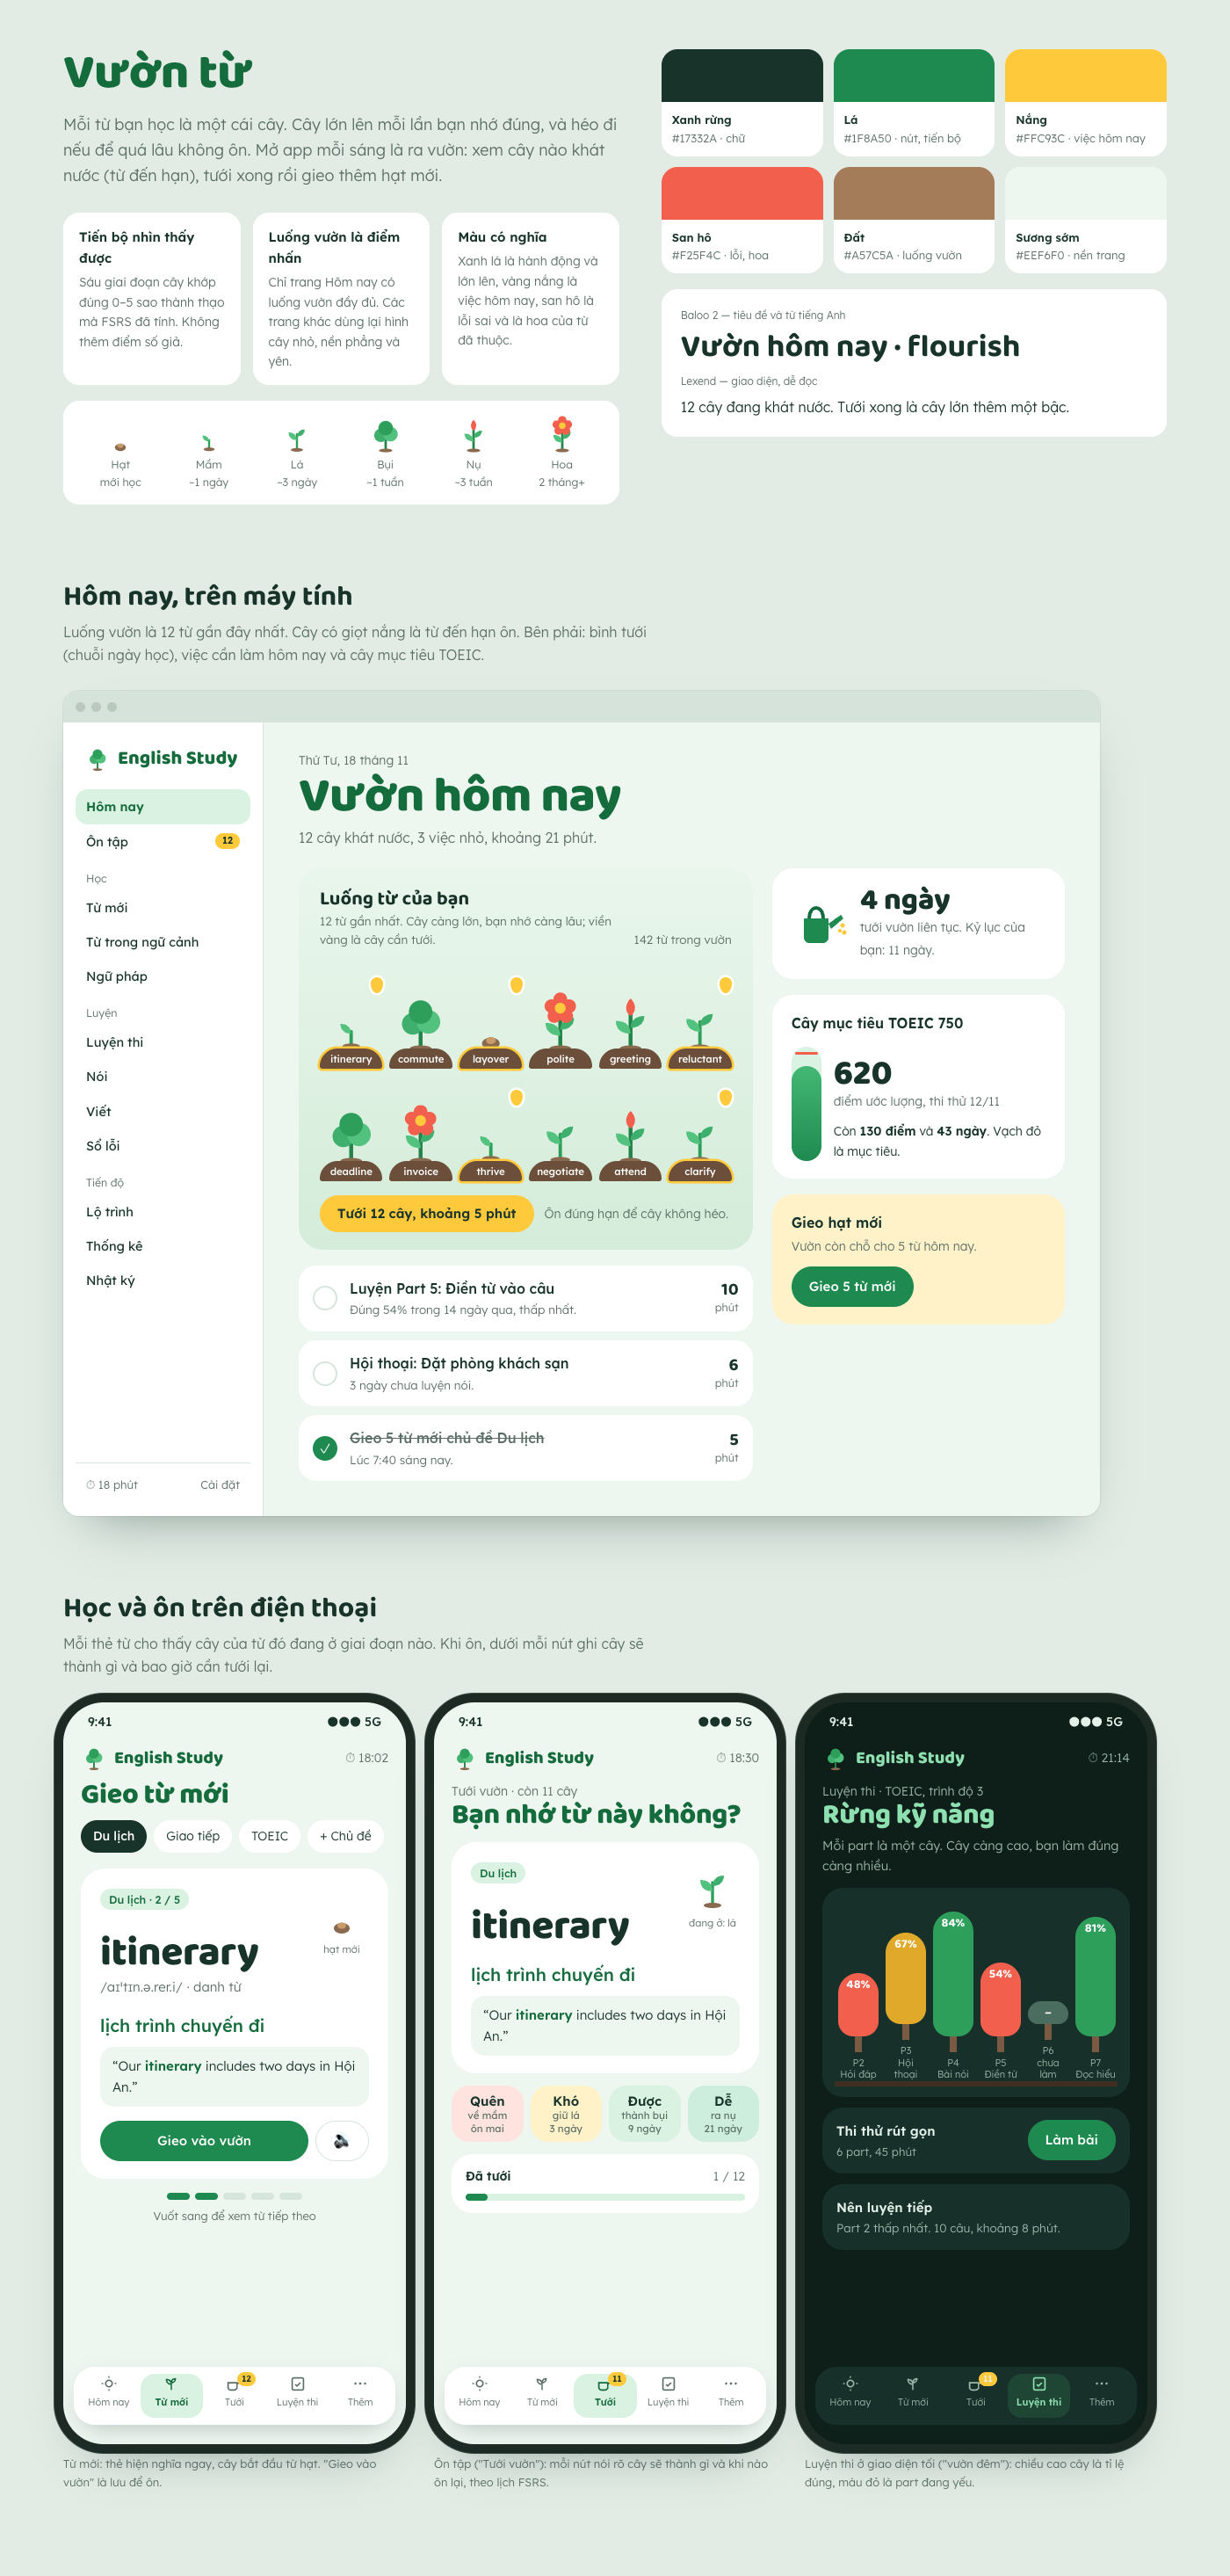 Vườn từ
Mỗi từ bạn học là một cái cây. Cây lớn lên mỗi lần bạn nhớ đúng, và héo đi
nếu để quá lâu không ôn. Mở app mỗi sáng là ra vườn: xem cây nào khát
nước (từ đến hạn), tưới xong rồi gieo thêm hạt mới.
Tiến bộ nhìn thấy
được
Sáu giai đoạn cây khớp
đúng 0–5 sao thành thạo
mà FSRS đã tính. Không
thêm điểm số giả.
Luống vườn là điểm
nhấn
Chỉ trang Hôm nay có
luống vườn đầy đủ. Các
trang khác dùng lại hình
cây nhỏ, nền phẳng và
yên.
Màu có nghĩa
Xanh lá là hành động và
lớn lên, vàng nắng là
việc hôm nay, san hô là
lỗi sai và là hoa của từ
đã thuộc.
Hạt
mới học
Mầm
~1 ngày
Lá
~3 ngày
Bụi
~1 tuần
Nụ
~3 tuần
Hoa
2 tháng+
Xanh rừng
#17332A · chữ
Lá
#1F8A50 · nút, tiến bộ
Nắng
#FFC93C · việc hôm nay
San hô
#F25F4C · lỗi, hoa
Đất
#A57C5A · luống vườn
Sương sớm
#EEF6F0 · nền trang
Baloo 2 — tiêu đề và từ tiếng Anh
Vườn hôm nay · flourish
Lexend — giao diện, dễ đọc
12 cây đang khát nước. Tưới xong là cây lớn thêm một bậc.
Hôm nay, trên máy tính
Luống vườn là 12 từ gần đây nhất. Cây có giọt nắng là từ đến hạn ôn. Bên phải: bình tưới
(chuỗi ngày học), việc cần làm hôm nay và cây mục tiêu TOEIC.
English Study
Hôm nay
Ôn tập 12
Học
Từ mới
Từ trong ngữ cảnh
Ngữ pháp
Luyện
Luyện thi
Nói
Viết
Sổ lỗi
Tiến độ
Lộ trình
Thống kê
Nhật ký
⏱ 18 phút Cài đặt
Thứ Tư, 18 tháng 11
Vườn hôm nay
12 cây khát nước, 3 việc nhỏ, khoảng 21 phút.
Luống từ của bạn
12 từ gần nhất. Cây càng lớn, bạn nhớ càng lâu; viền
vàng là cây cần tưới.
142 từ trong vườn
itinerary commute layover polite greeting reluctant
deadline invoice thrive negotiate attend clarify
Tưới 12 cây, khoảng 5 phút Ôn đúng hạn để cây không héo.
Luyện Part 5: Điền từ vào câu
Đúng 54% trong 14 ngày qua, thấp nhất.
10
phút
Hội thoại: Đặt phòng khách sạn
3 ngày chưa luyện nói.
6
phút
Gieo 5 từ mới chủ đề Du lịch
Lúc 7:40 sáng nay.
5
phút
4 ngày
tưới vườn liên tục. Kỷ lục của
bạn: 11 ngày.
Cây mục tiêu TOEIC 750
620
điểm ước lượng, thi thử 12/11
Còn 130 điểm và 43 ngày. Vạch đỏ
là mục tiêu.
Gieo hạt mới
Vườn còn chỗ cho 5 từ hôm nay.
Gieo 5 từ mới
Học và ôn trên điện thoại
Mỗi thẻ từ cho thấy cây của từ đó đang ở giai đoạn nào. Khi ôn, dưới mỗi nút ghi cây sẽ
thành gì và bao giờ cần tưới lại.
9:41 ●●● 5G
English Study ⏱ 18:02
Gieo từ mới
Du lịch Giao tiếp TOEIC + Chủ đề
Du lịch · 2 / 5
itinerary
hạt mới
/aɪˈtɪn.ə.rer.i/ · danh từ
lịch trình chuyến đi
“Our itinerary includes two days in Hội
An.”
Gieo vào vườn
Vuốt sang để xem từ tiếp theo
Hôm nay Từ mới 12 Tưới Luyện thi Thêm
Từ mới: thẻ hiện nghĩa ngay, cây bắt đầu từ hạt. "Gieo vào
vườn" là lưu để ôn.
9:41 ●●● 5G
English Study ⏱ 18:30
Tưới vườn · còn 11 cây
Bạn nhớ từ này không?
Du lịch
itinerary
đang ở: lá
lịch trình chuyến đi
“Our itinerary includes two days in Hội
An.”
Quên
về mầm
ôn mai
Khó
giữ lá
3 ngày
Được
thành bụi
9 ngày
Dễ
ra nụ
21 ngày
Đã tưới 1 / 12
Hôm nay Từ mới 11 Tưới Luyện thi Thêm
Ôn tập ("Tưới vườn"): mỗi nút nói rõ cây sẽ thành gì và khi nào
ôn lại, theo lịch FSRS.
9:41 ●●● 5G
English Study ⏱ 21:14
Luyện thi · TOEIC, trình độ 3
Rừng kỹ năng
Mỗi part là một cây. Cây càng cao, bạn làm đúng
càng nhiều.
48% 67% 84% 54% – 81%
P2
Hỏi đáp
P3
Hội
thoại
P4
Bài nói
P5
Điền từ
P6
chưa
làm
P7
Đọc hiểu
Thi thử rút gọn
6 part, 45 phút
Làm bài
Nên luyện tiếp
Part 2 thấp nhất. 10 câu, khoảng 8 phút.
Hôm nay Từ mới 11 Tưới Luyện thi Thêm
Luyện thi ở giao diện tối ("vườn đêm"): chiều cao cây là tỉ lệ
đúng, màu đỏ là part đang yếu.